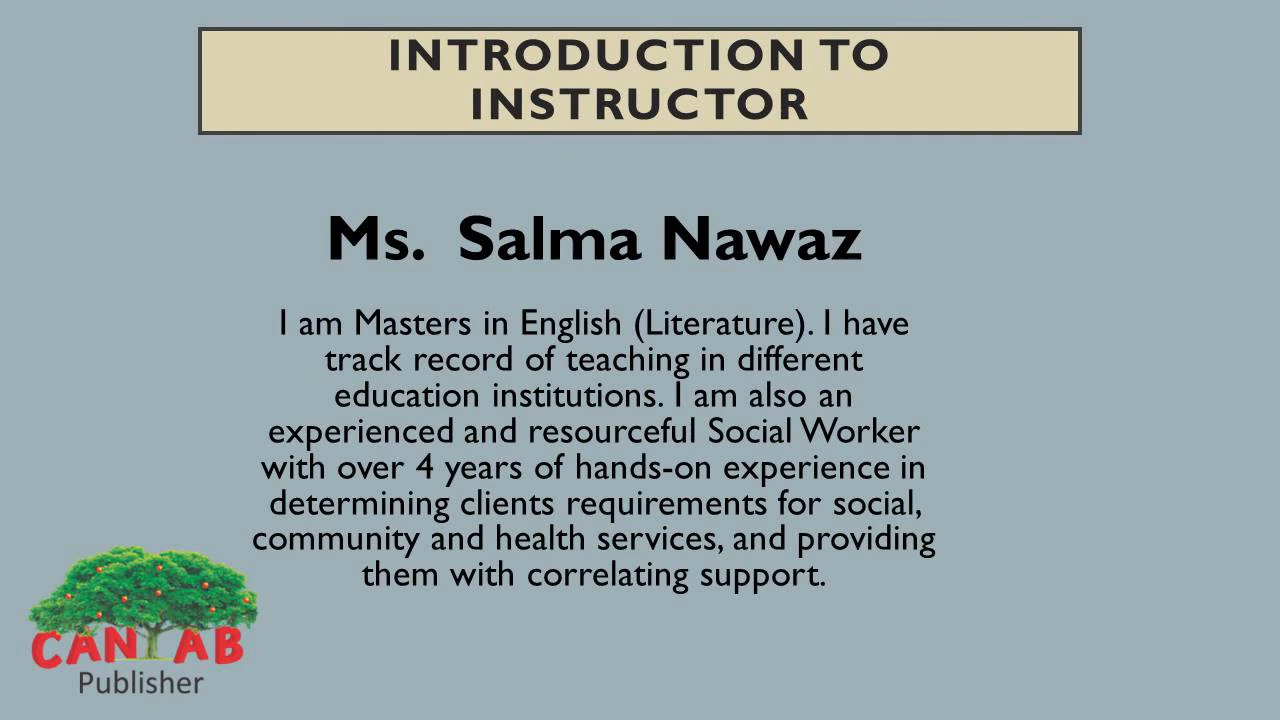 INTRODUCTION TO
INSTRUCTOR
Ms. Salma Nawaz
I am Masters in English (Literature). I have
track record of teaching in different
education institutions. I am also an
experienced and resourceful Social Worker
with over 4 years of hands-on experience in
determining clients requirements for social,
community and health services, and providing
them with correlating support.
CANTAB
Publisher